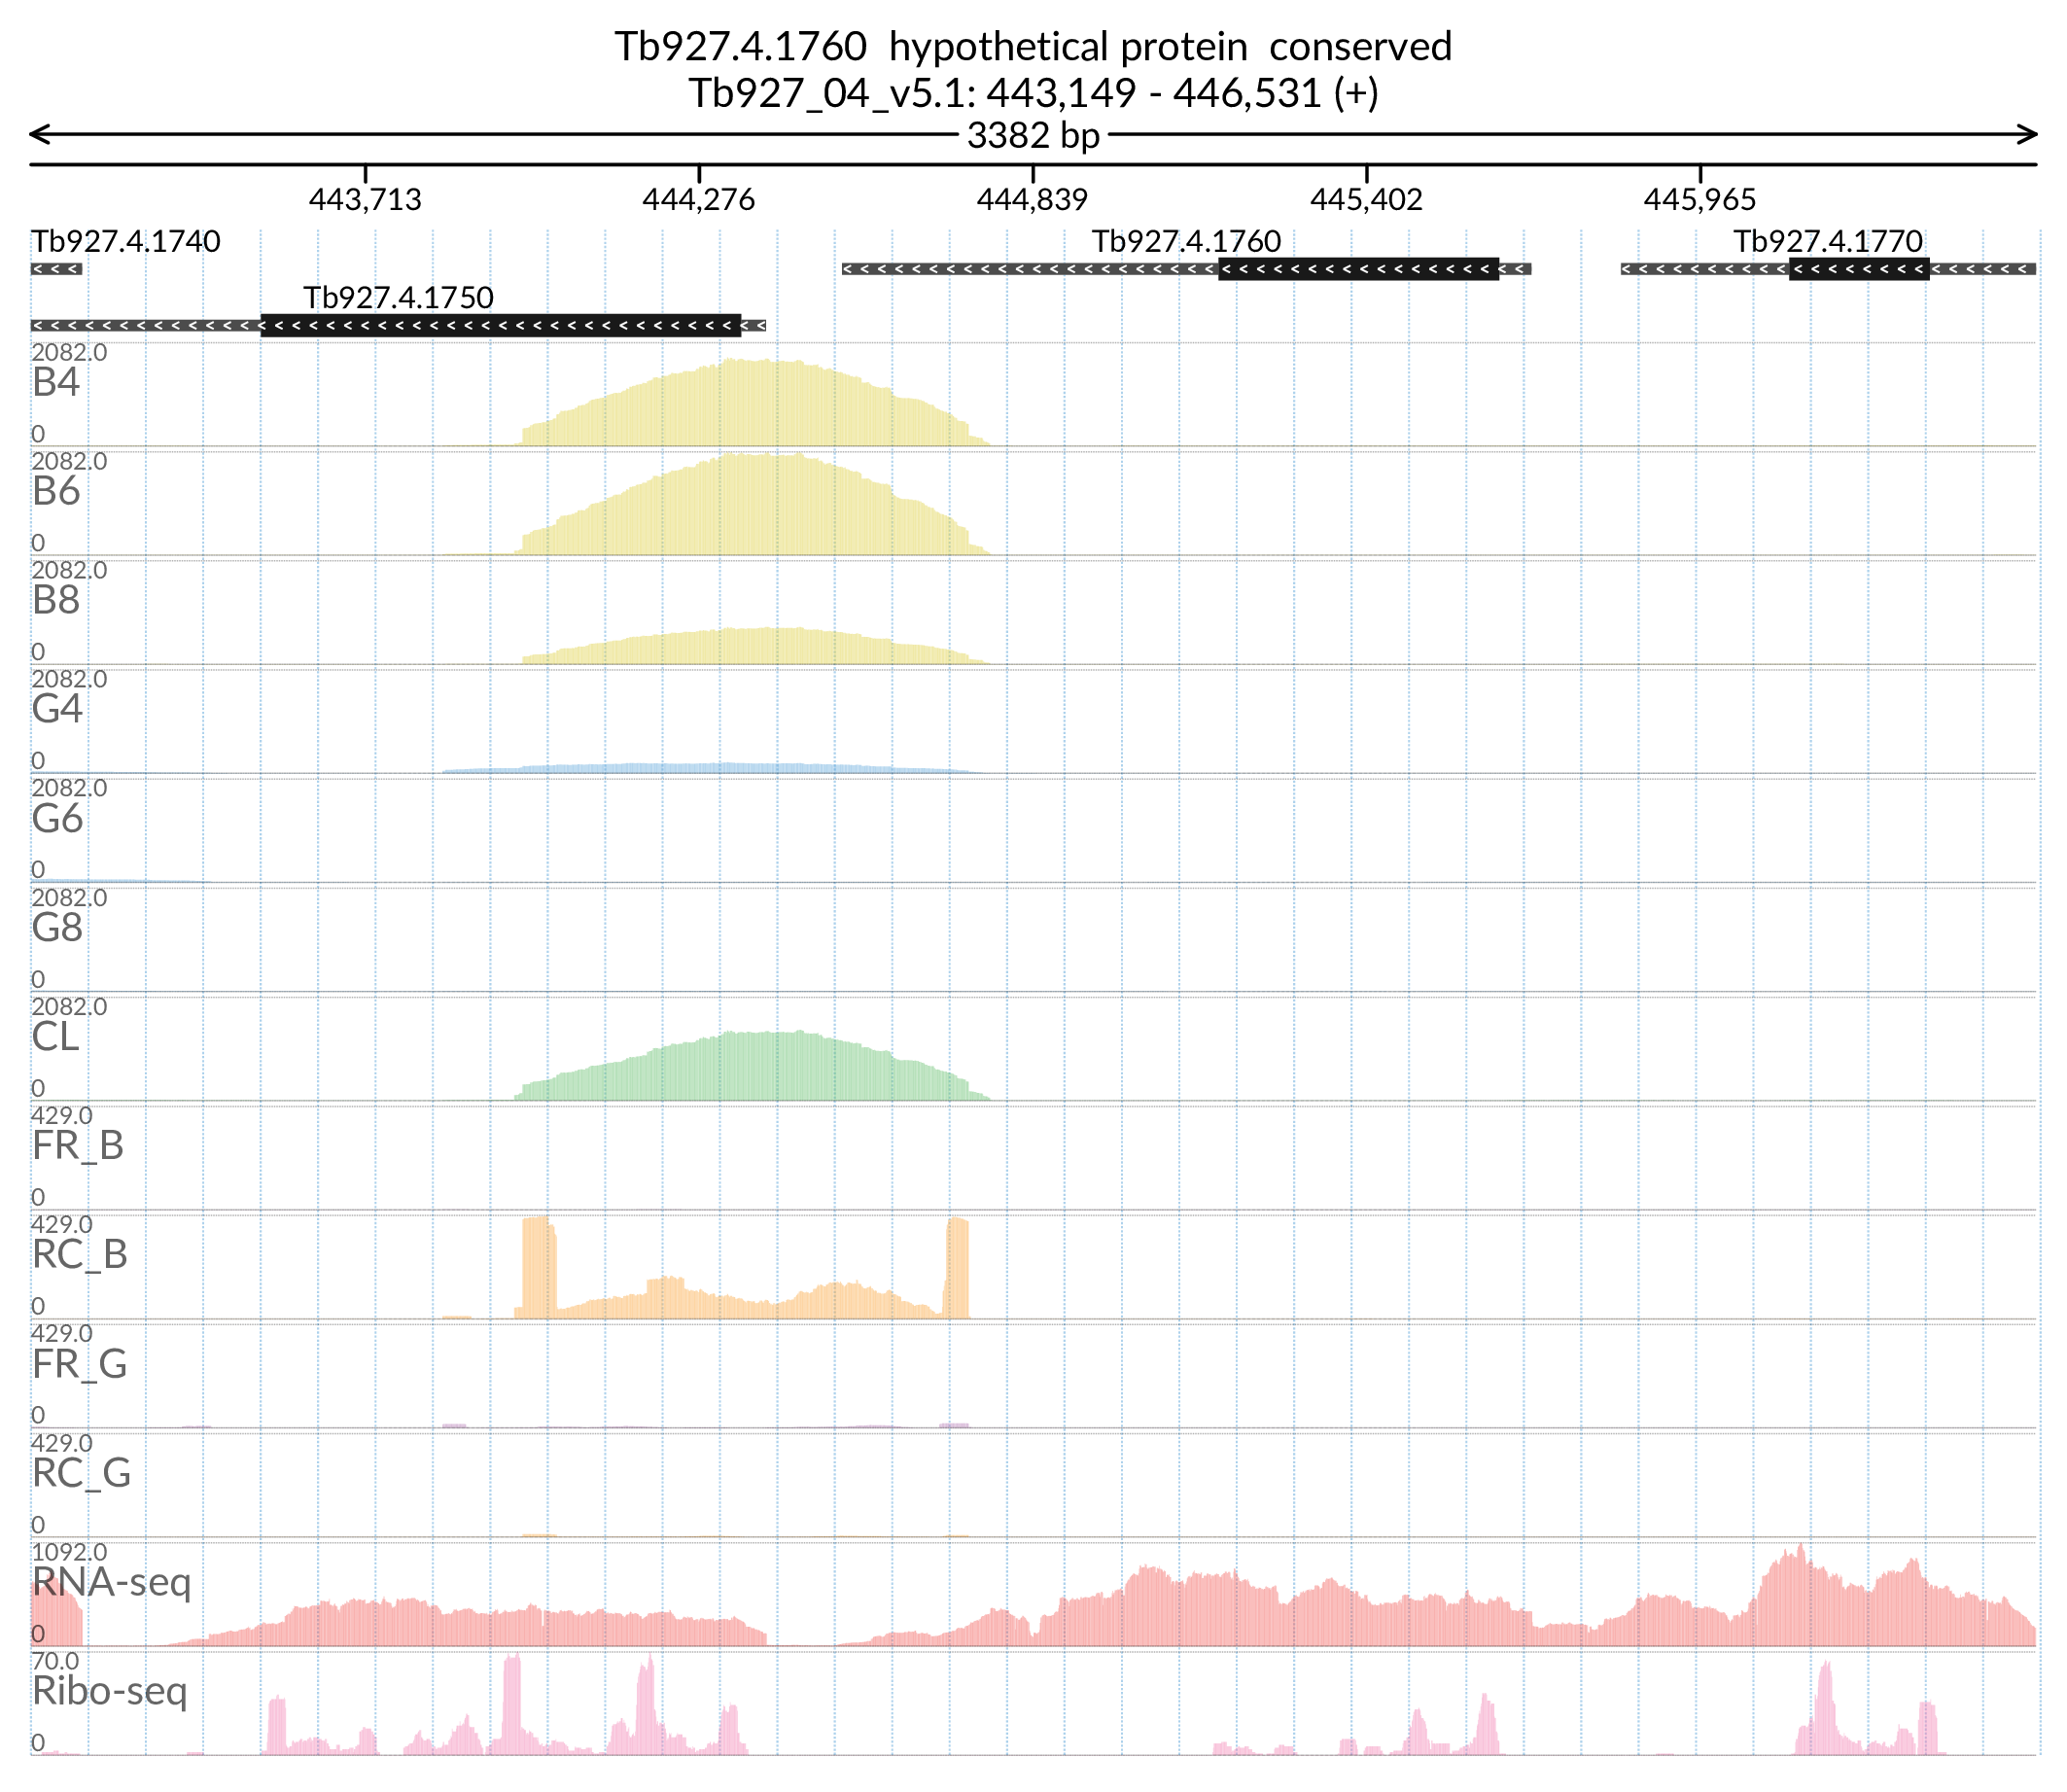 Tb927.4.1760 hypothetical protein conserved
Tb927_04_v5.1: 443,149 - 446,531 (+)
3382 bp
443,713 444,276 444,839 445,402 445,965
Tb927.4.1740 Tb927.4.1760 Tb927.4.1770
Tb927.4.1750
2082.0
B4
0
2082.0
B6
0
2082.0
B8
0
2082.0
G4
0
2082.0
G6
0
2082.0
G8
0
2082.0
CL
0
429.0
FR_B
0
429.0
RC_B
0
429.0
FR_G
0
429.0
RC_G
0
1092.0
RNA-seq
0
70.0
Ribo-seq
0